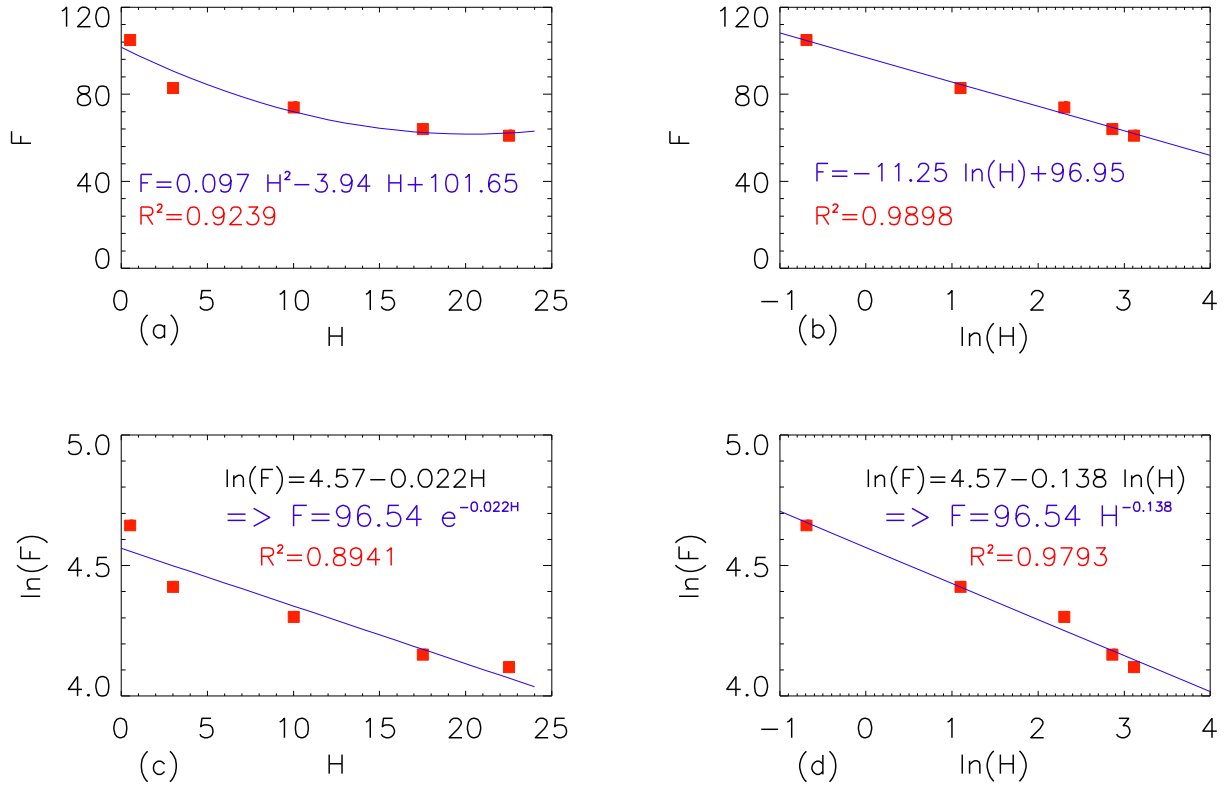 120
80
40
0
F
F=0.097 H²−3.94 H+101.65
R²=0.9239
0 5 10 15 20 25
(a)
H
120
80
40
0
F
F=−11.25 ln(H)+96.95
R²=0.9898
−1 0 1 2 3 4
(b)
ln(H)
5.0
4.5
4.0
ln(F)
ln(F)=4.57−0.022H
=> F=96.54 e^−0.022H
R²=0.8941
0 5 10 15 20 25
(c)
H
5.0
4.5
4.0
ln(F)
ln(F)=4.57−0.138 ln(H)
=> F=96.54 H^−0.138
R²=0.9793
−1 0 1 2 3 4
(d)
ln(H)